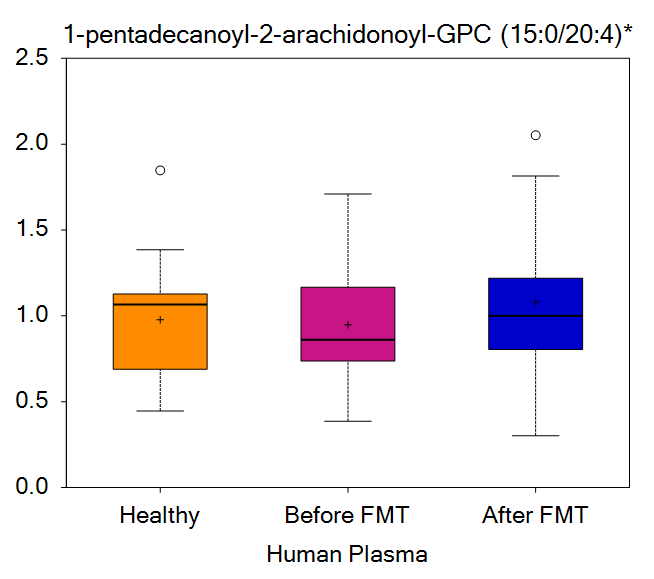 1-pentadecanoyl-2-arachidonoyl-GPC (15:0/20:4)*
2.5
2.0
1.5
1.0
0.5
0.0
Healthy Before FMT After FMT
Human Plasma